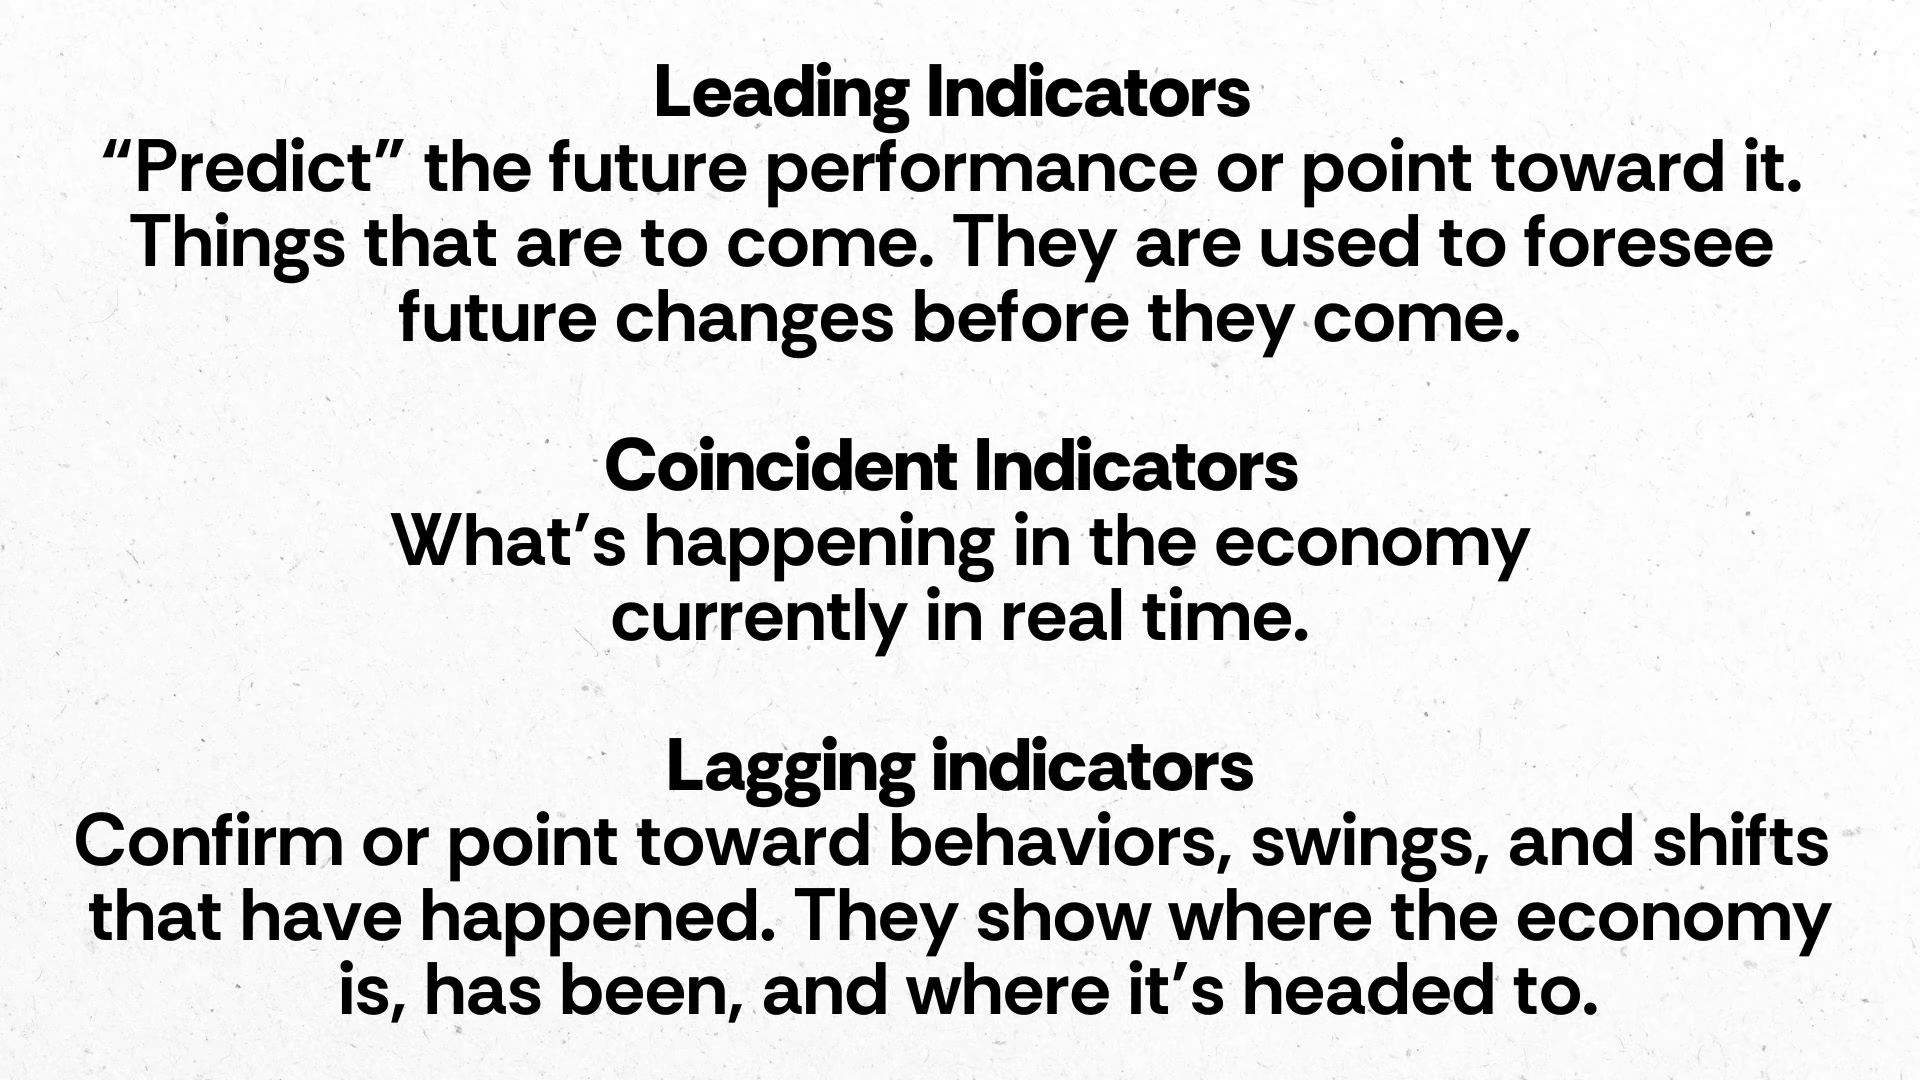 Leading Indicators
“Predict” the future performance or point toward it.
Things that are to come. They are used to foresee
future changes before they come.
Coincident Indicators
What’s happening in the economy
currently in real time.
Lagging indicators
Confirm or point toward behaviors, swings, and shifts
that have happened. They show where the economy
is, has been, and where it’s headed to.